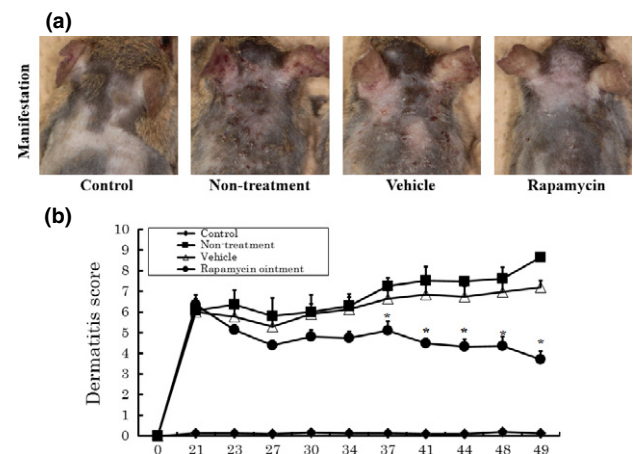 (a)
Manifestation
Control Non-treatment Vehicle Rapamycin
(b)
Control
Non-treatment
Vehicle
Rapamycin ointment
Dermatitis score
10
9
8
7
6
5
4
3
2
1
0
* * * * *
0 21 23 27 30 34 37 41 44 48 49